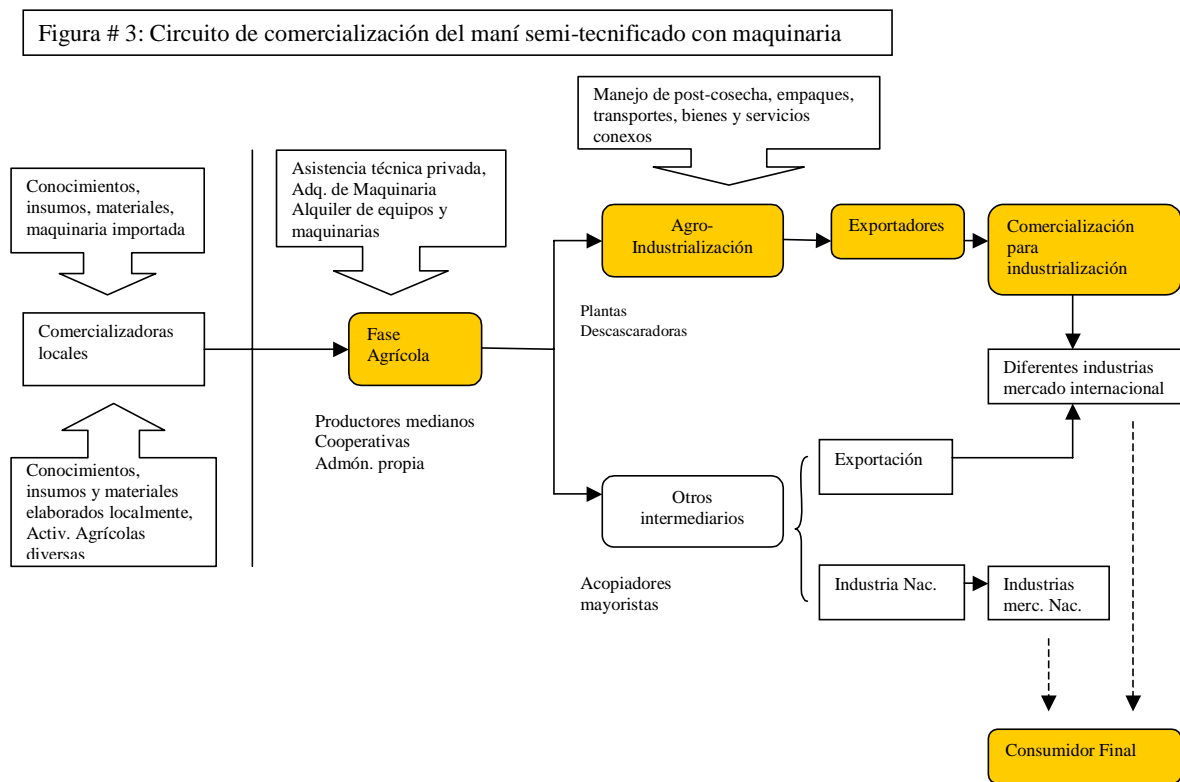 Figura # 3: Circuito de comercialización del maní semi-tecnificado con maquinaria
Manejo de post-cosecha, empaques,
transportes, bienes y servicios
conexos
Conocimientos,
insumos, materiales,
maquinaria importada
Asistencia técnica privada,
Adq. de Maquinaria
Alquiler de equipos y
maquinarias
Agro-
Industrialización
Exportadores
Comercialización
para
industrialización
Plantas
Descascaradoras
Comercializadoras
locales
Fase
Agrícola
Diferentes industrias
mercado internacional
Productores medianos
Cooperativas
Admón. propia
Conocimientos,
insumos y materiales
elaborados localmente,
Activ. Agrícolas
diversas
Otros
intermediarios
Exportación
Acopiadores
mayoristas
Industria Nac.
Industrias
merc. Nac.
Consumidor Final